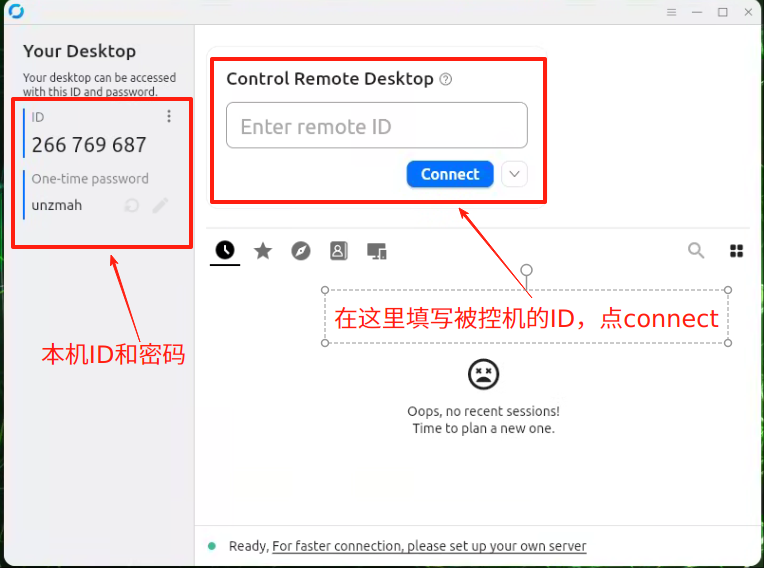 Your Desktop
Your desktop can be accessed
with this ID and password.
ID
266 769 687
One-time password
unzmah
本机ID和密码
Control Remote Desktop
Enter remote ID
Connect
在这里填写被控机的ID，点connect
Oops, no recent sessions!
Time to plan a new one.
Ready, For faster connection, please set up your own server